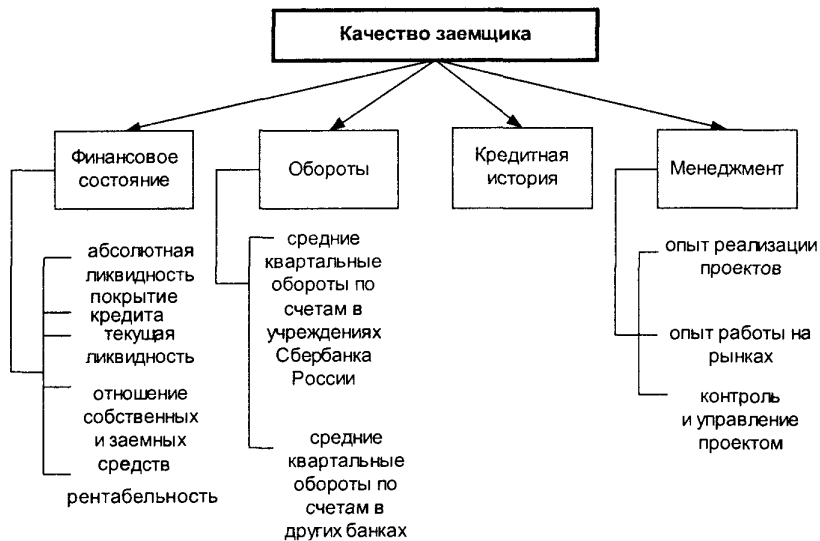 Качество заемщика
Финансовое
состояние
Обороты
Кредитная
история
Менеджмент
абсолютная
ликвидность
покрытие
кредита
текущая
ликвидность
отношение
собственных
и заемных
средств
рентабельность
средние
квартальные
обороты по
счетам в
учреждениях
Сбербанка
России
средние
квартальные
обороты по
счетам в
других банках
опыт реализации
проектов
опыт работы на
рынках
контроль
и управление
проектом